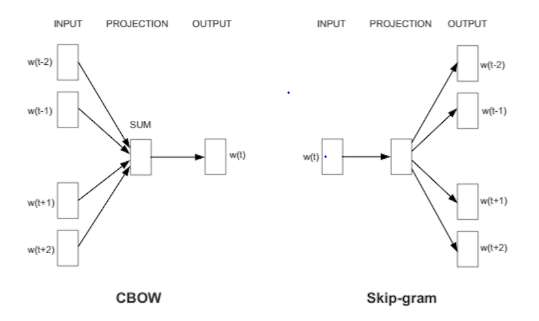 INPUT PROJECTION OUTPUT
w(t-2)
w(t-1)
SUM
w(t)
w(t+1)
w(t+2)
CBOW
INPUT PROJECTION OUTPUT
w(t-2)
w(t-1)
w(t)
w(t+1)
w(t+2)
Skip-gram